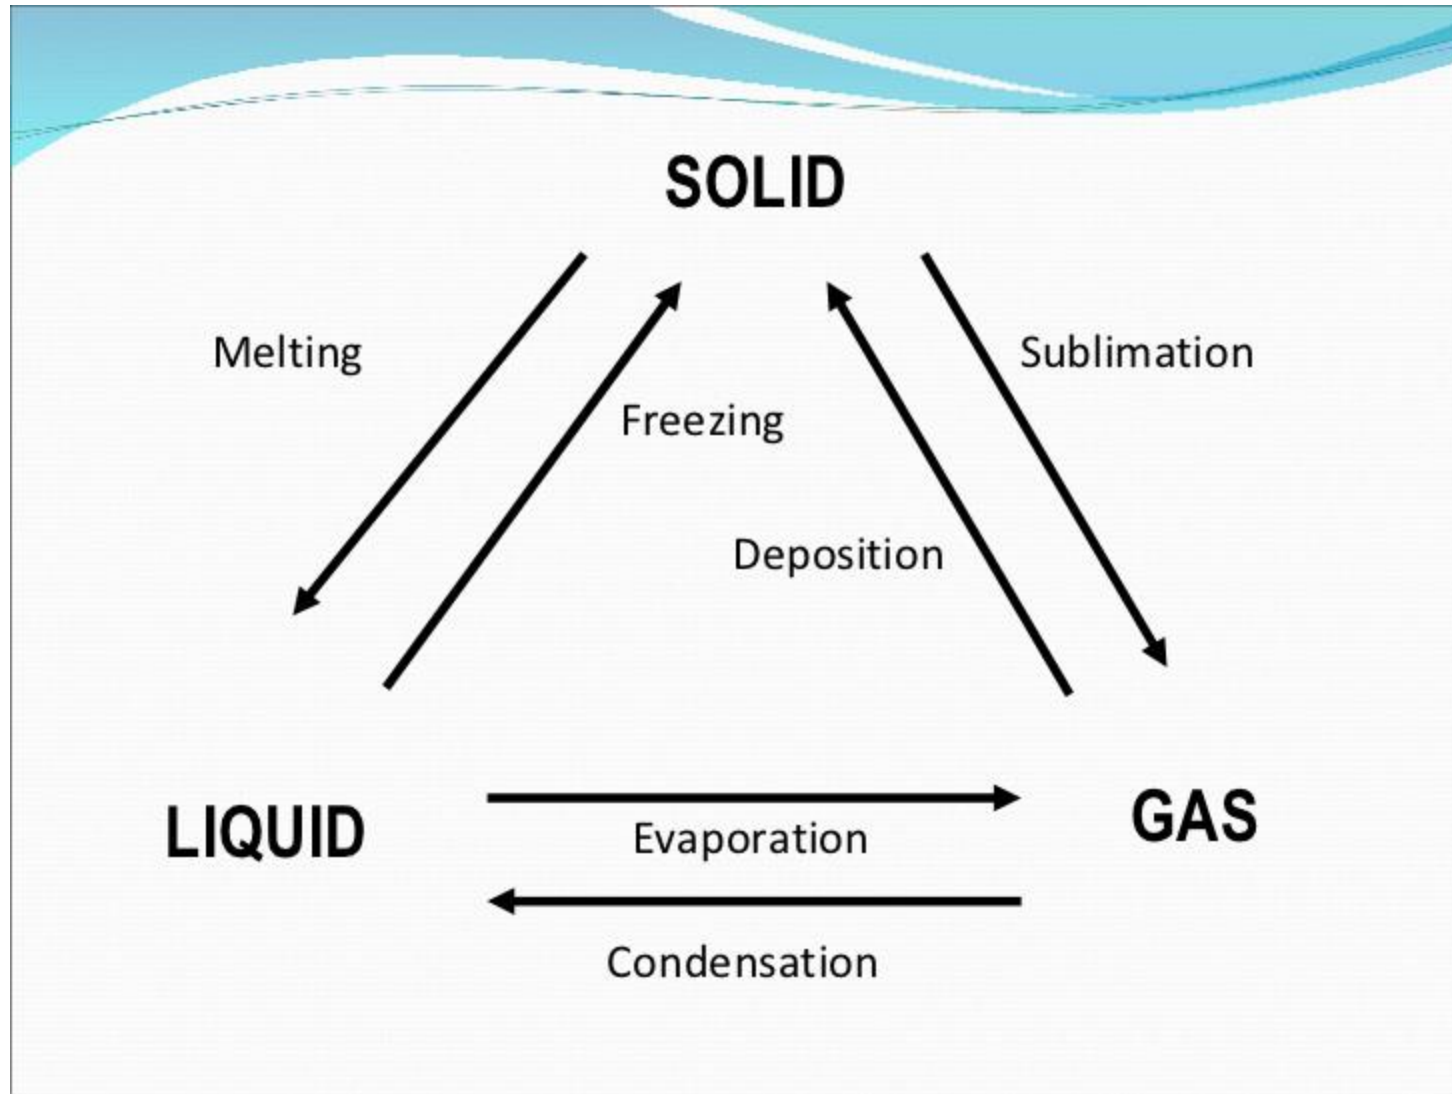 SOLID
Melting
Sublimation
Freezing
Deposition
LIQUID
GAS
Evaporation
Condensation